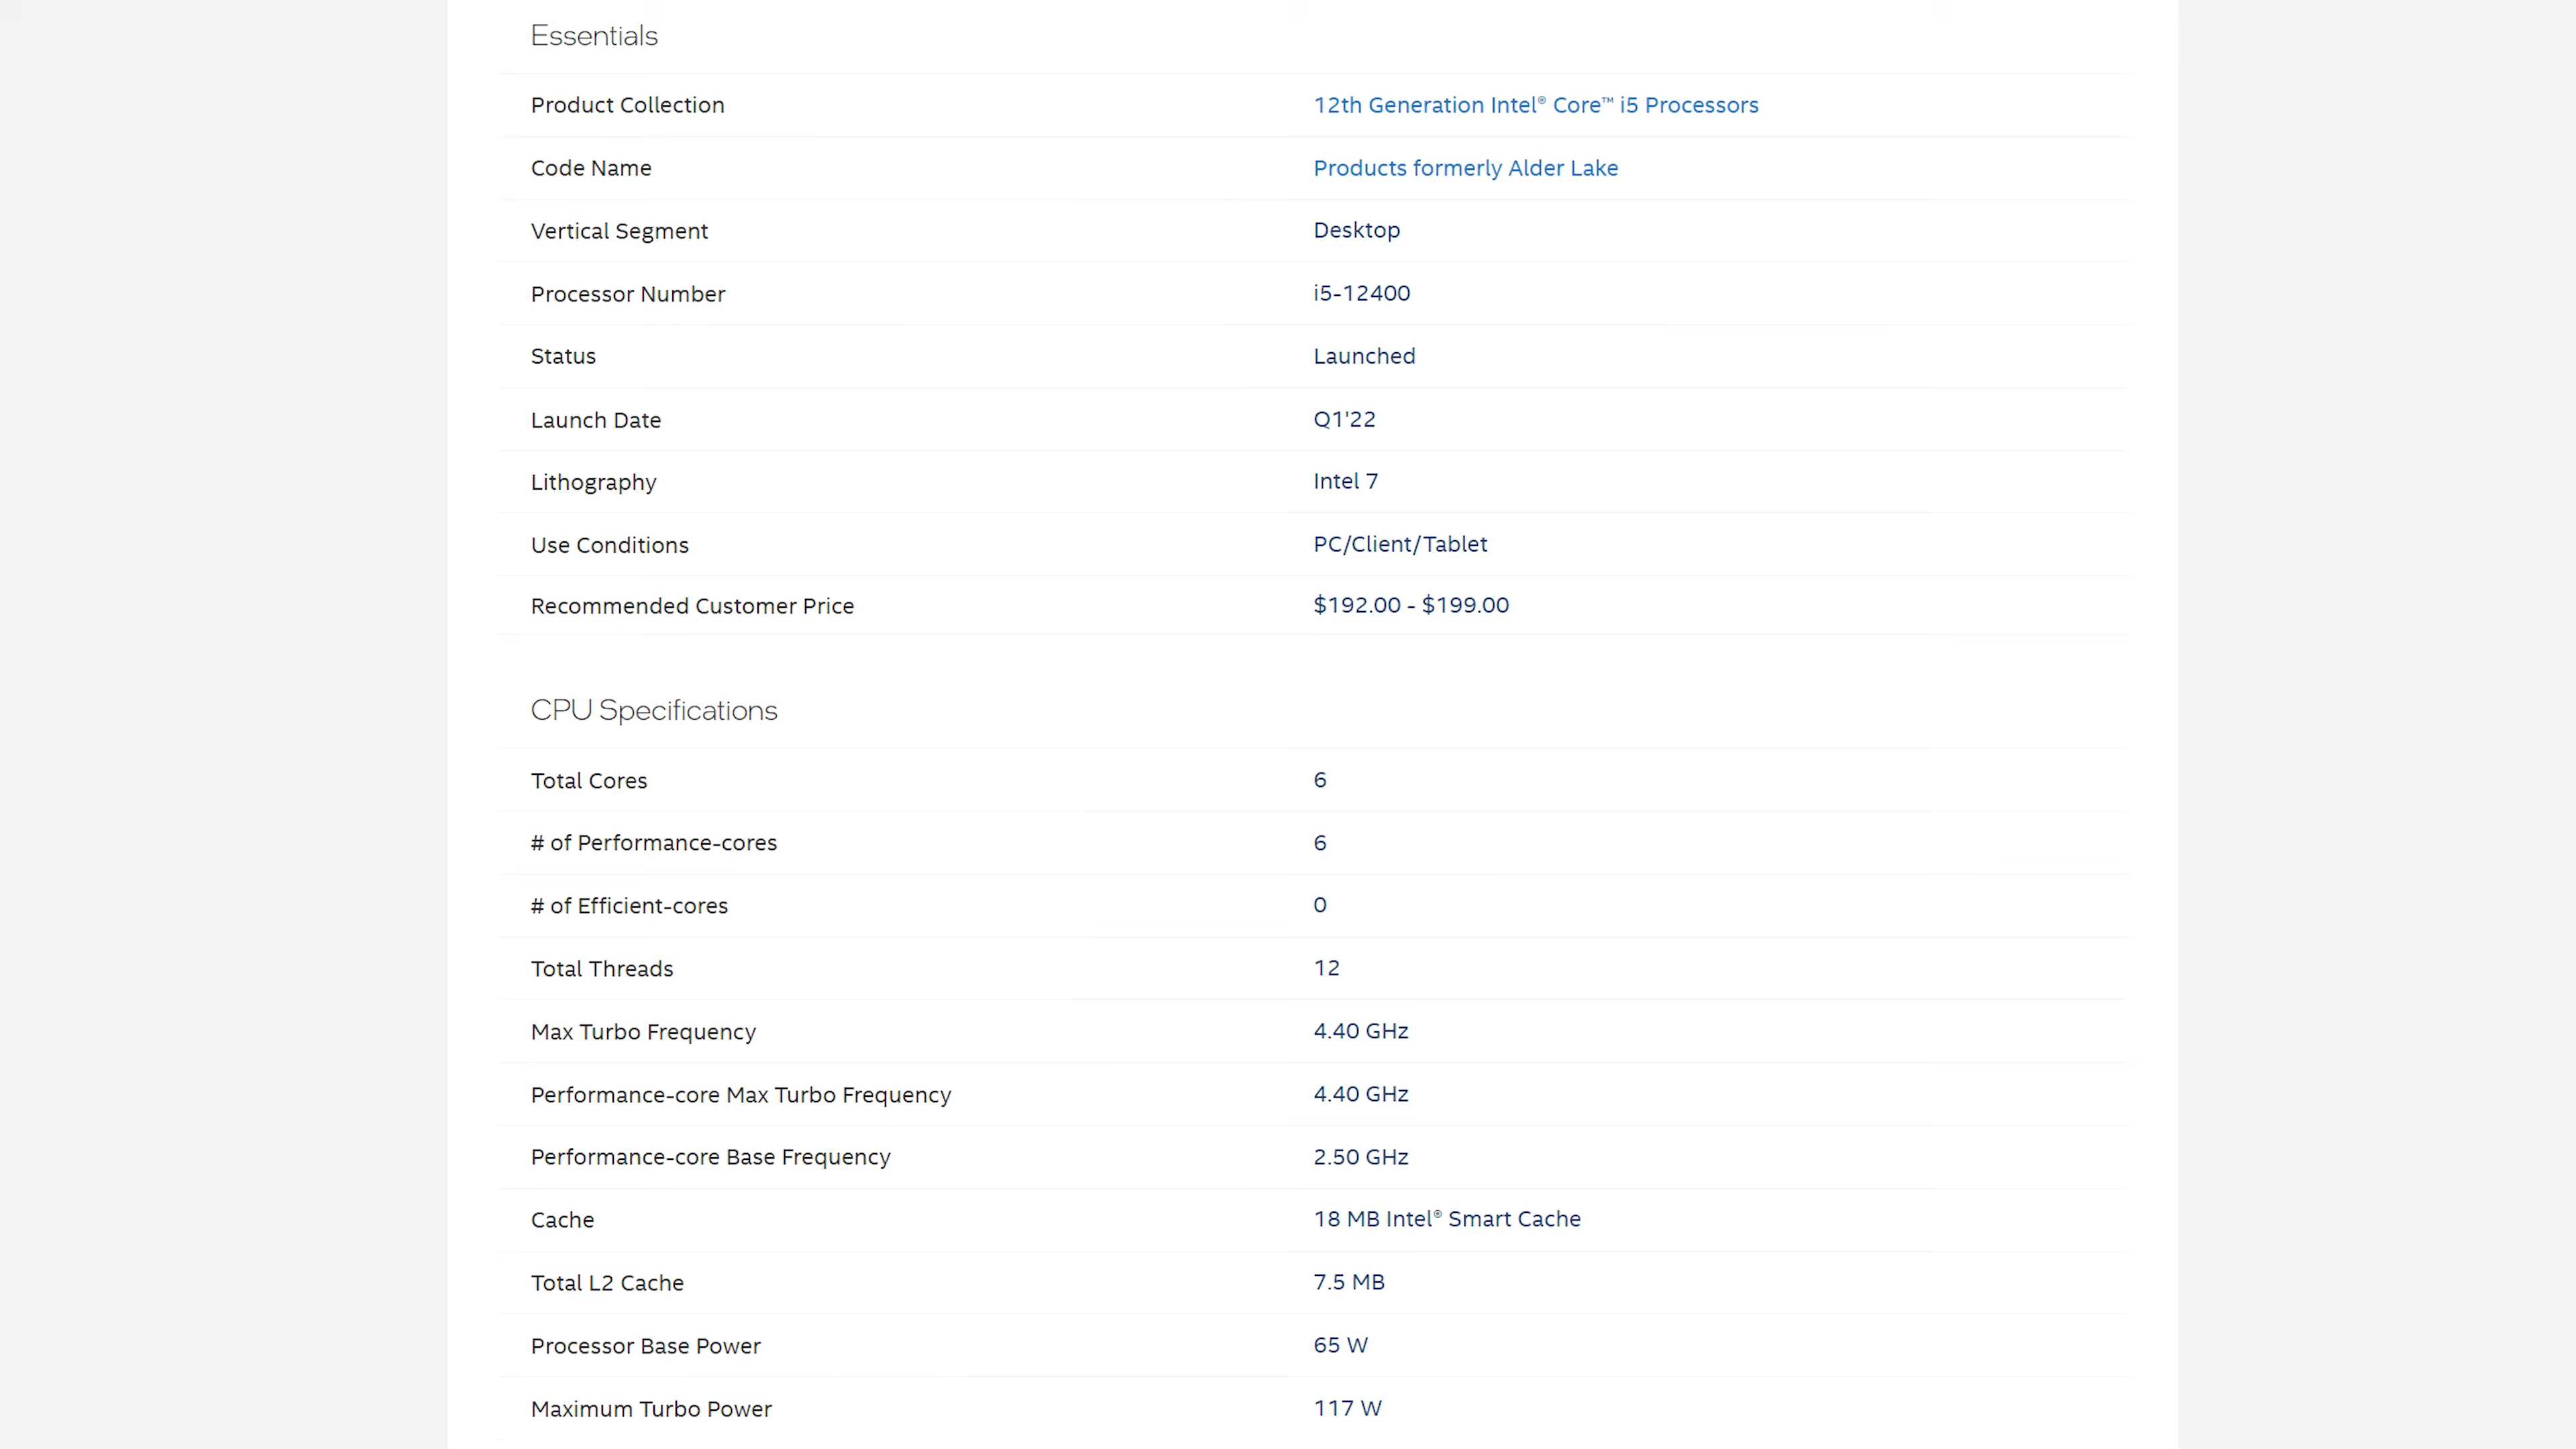 Essentials
Product Collection 12th Generation Intel® Core™ i5 Processors
Code Name Products formerly Alder Lake
Vertical Segment Desktop
Processor Number i5-12400
Status Launched
Launch Date Q1'22
Lithography Intel 7
Use Conditions PC/Client/Tablet
Recommended Customer Price $192.00 - $199.00
CPU Specifications
Total Cores 6
# of Performance-cores 6
# of Efficient-cores 0
Total Threads 12
Max Turbo Frequency 4.40 GHz
Performance-core Max Turbo Frequency 4.40 GHz
Performance-core Base Frequency 2.50 GHz
Cache 18 MB Intel® Smart Cache
Total L2 Cache 7.5 MB
Processor Base Power 65 W
Maximum Turbo Power 117 W